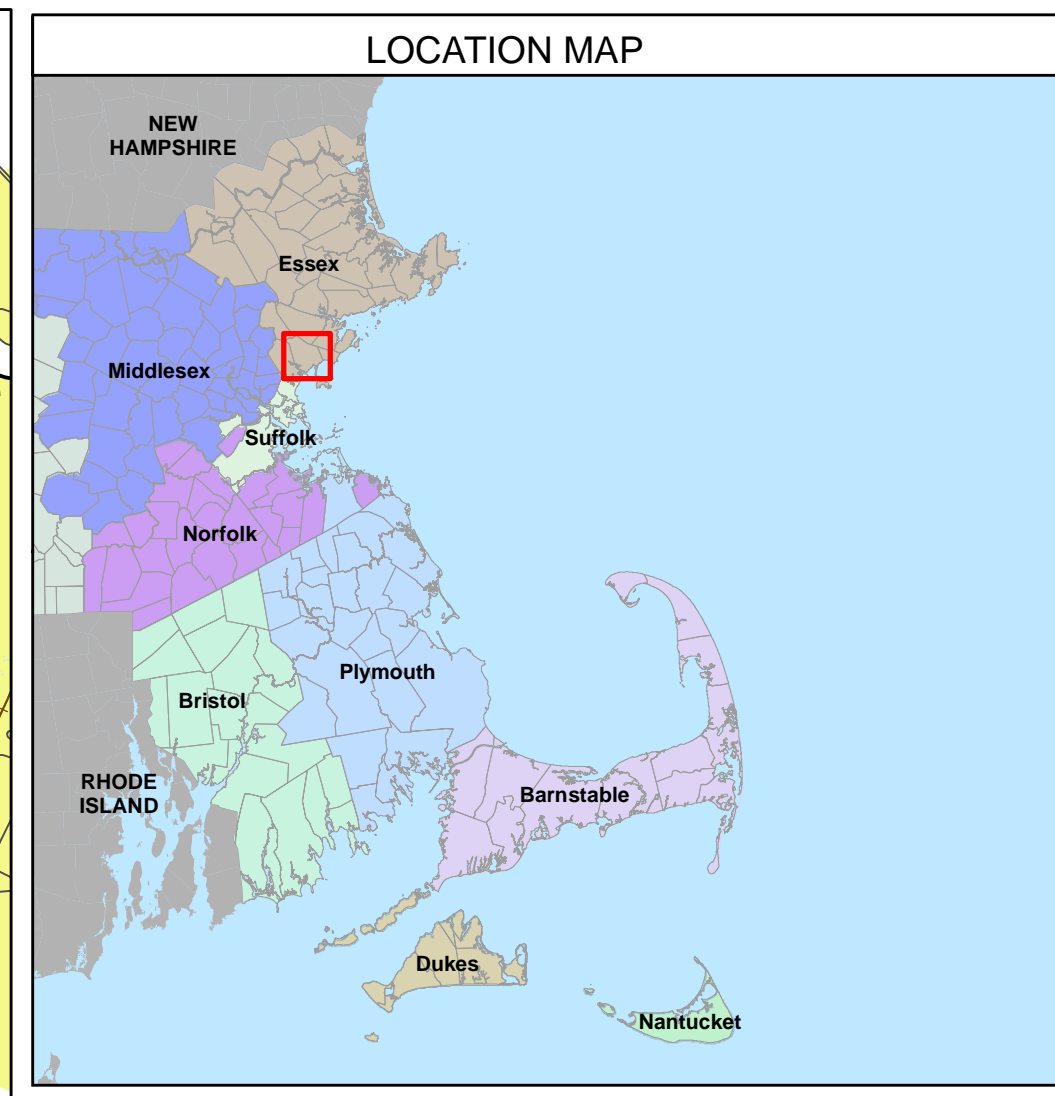 LOCATION MAP
NEW
HAMPSHIRE
Essex
Middlesex
Suffolk
Norfolk
Plymouth
Bristol
RHODE
ISLAND
Barnstable
Dukes
Nantucket